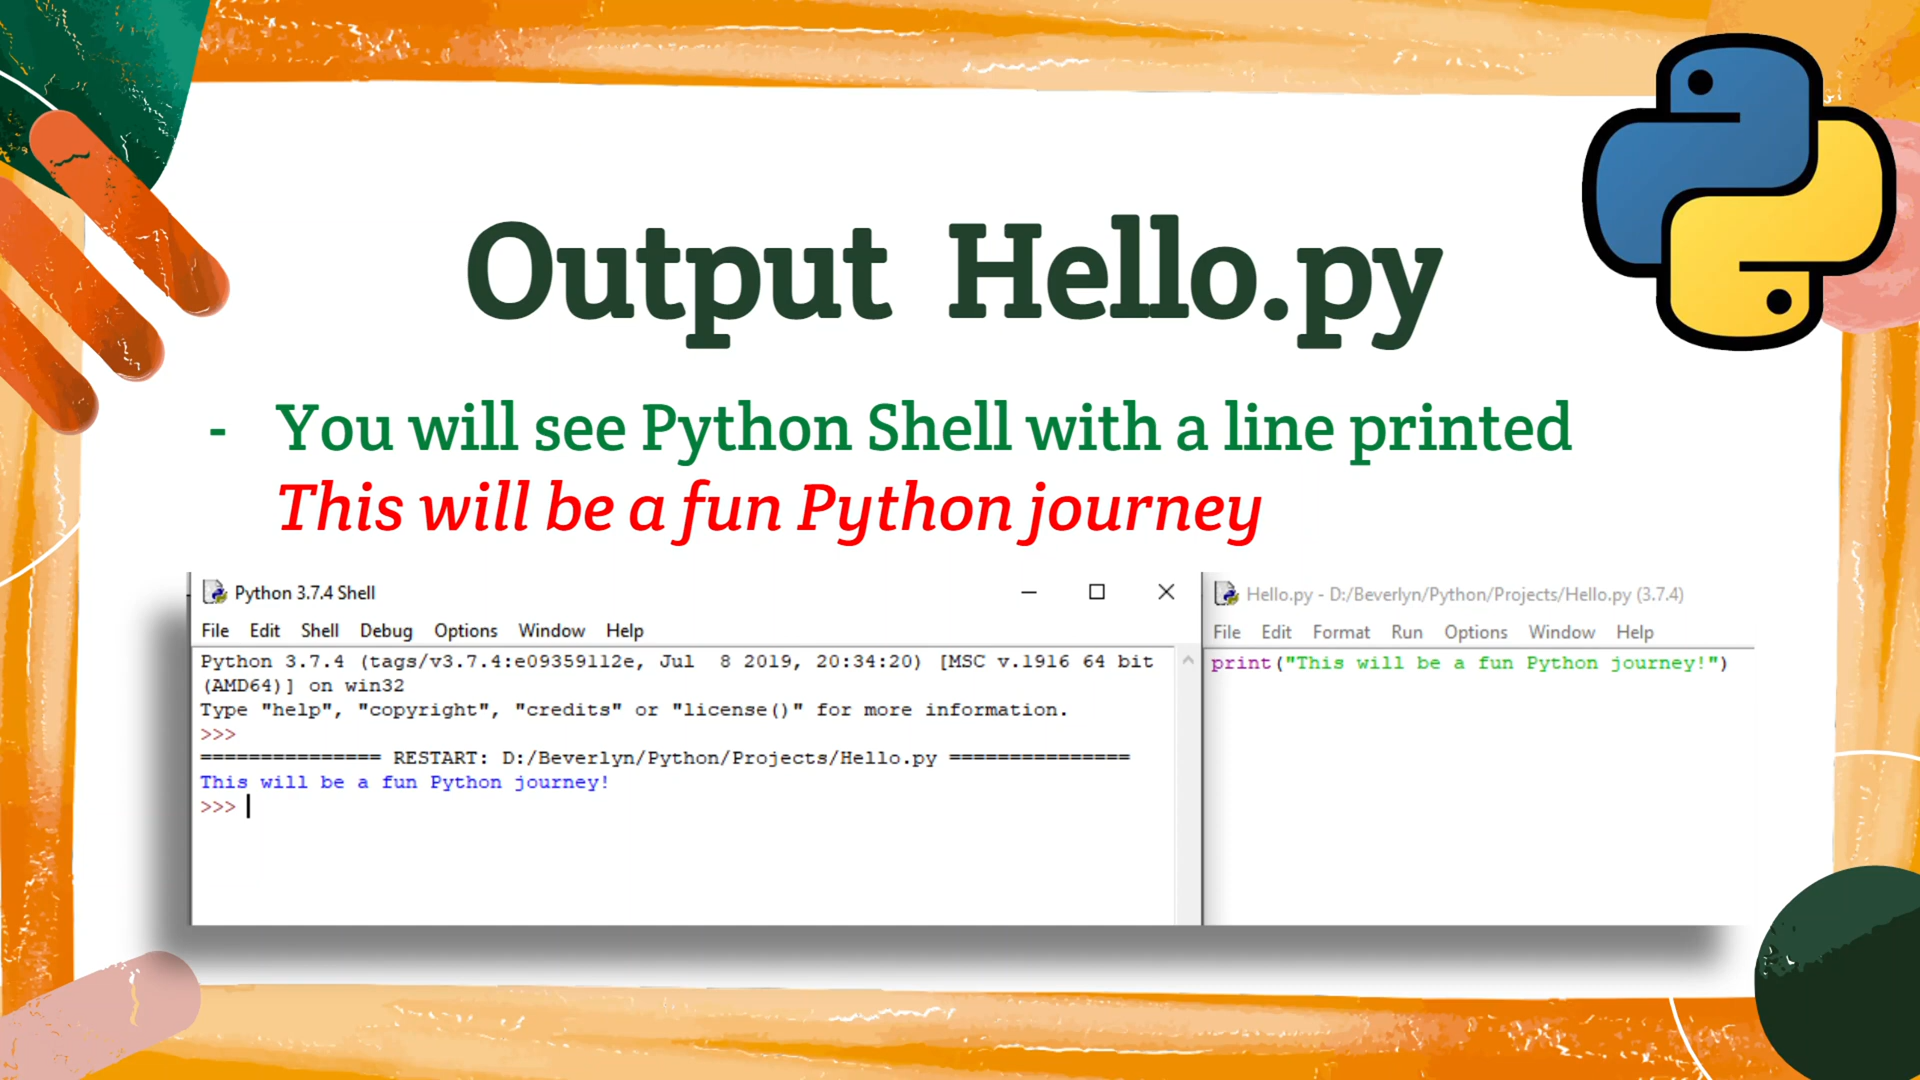 Output Hello.py
- You will see Python Shell with a line printed
This will be a fun Python journey
Python 3.7.4 Shell
File Edit Shell Debug Options Window Help
Python 3.7.4 (tags/v3.7.4:e09359112e, Jul  8 2019, 20:34:20) [MSC v.1916 64 bit
(AMD64)] on win32
Type "help", "copyright", "credits" or "license()" for more information.
>>>
=============== RESTART: D:/Beverlyn/Python/Projects/Hello.py ===============
This will be a fun Python journey!
>>>
Hello.py - D:/Beverlyn/Python/Projects/Hello.py (3.7.4)
File Edit Format Run Options Window Help
print("This will be a fun Python journey!")